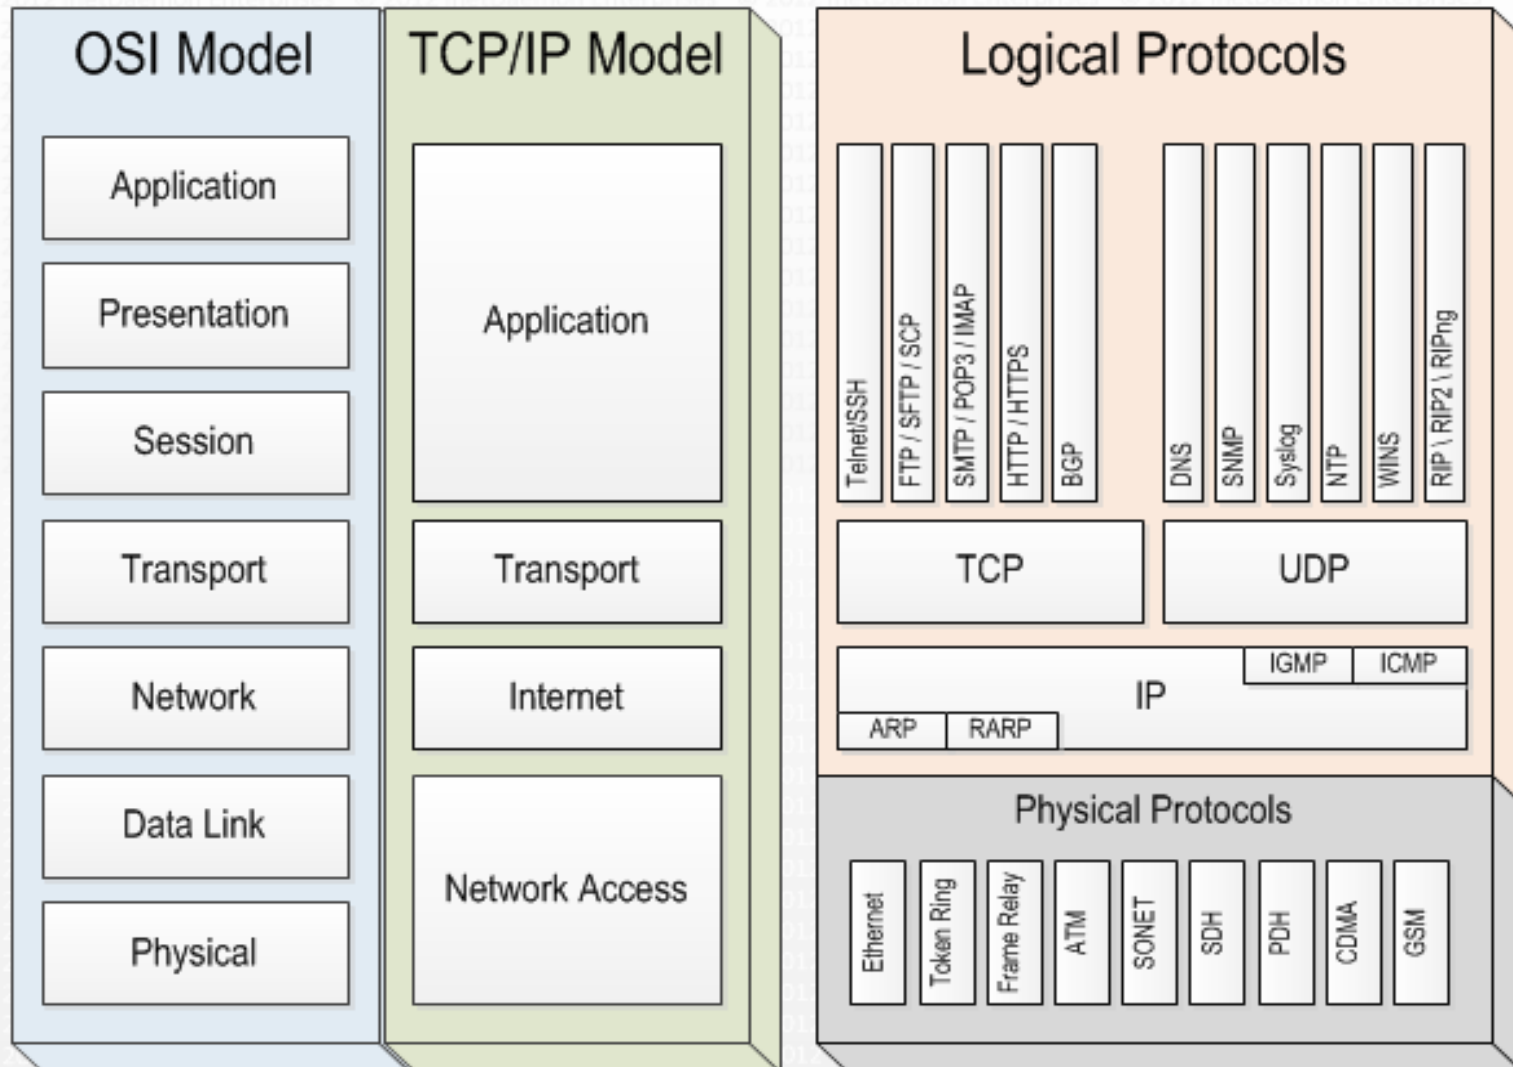 OSI Model
Application
Presentation
Session
Transport
Network
Data Link
Physical
TCP/IP Model
Application
Transport
Internet
Network Access
Logical Protocols
Telnet/SSH
FTP / SFTP / SCP
SMTP / POP3 / IMAP
HTTP / HTTPS
BGP
DNS
SNMP
Syslog
NTP
WINS
RIP \ RIP2 \ RIPng
TCP
UDP
IGMP
ICMP
IP
ARP
RARP
Physical Protocols
Ethernet
Token Ring
Frame Relay
ATM
SONET
SDH
PDH
CDMA
GSM